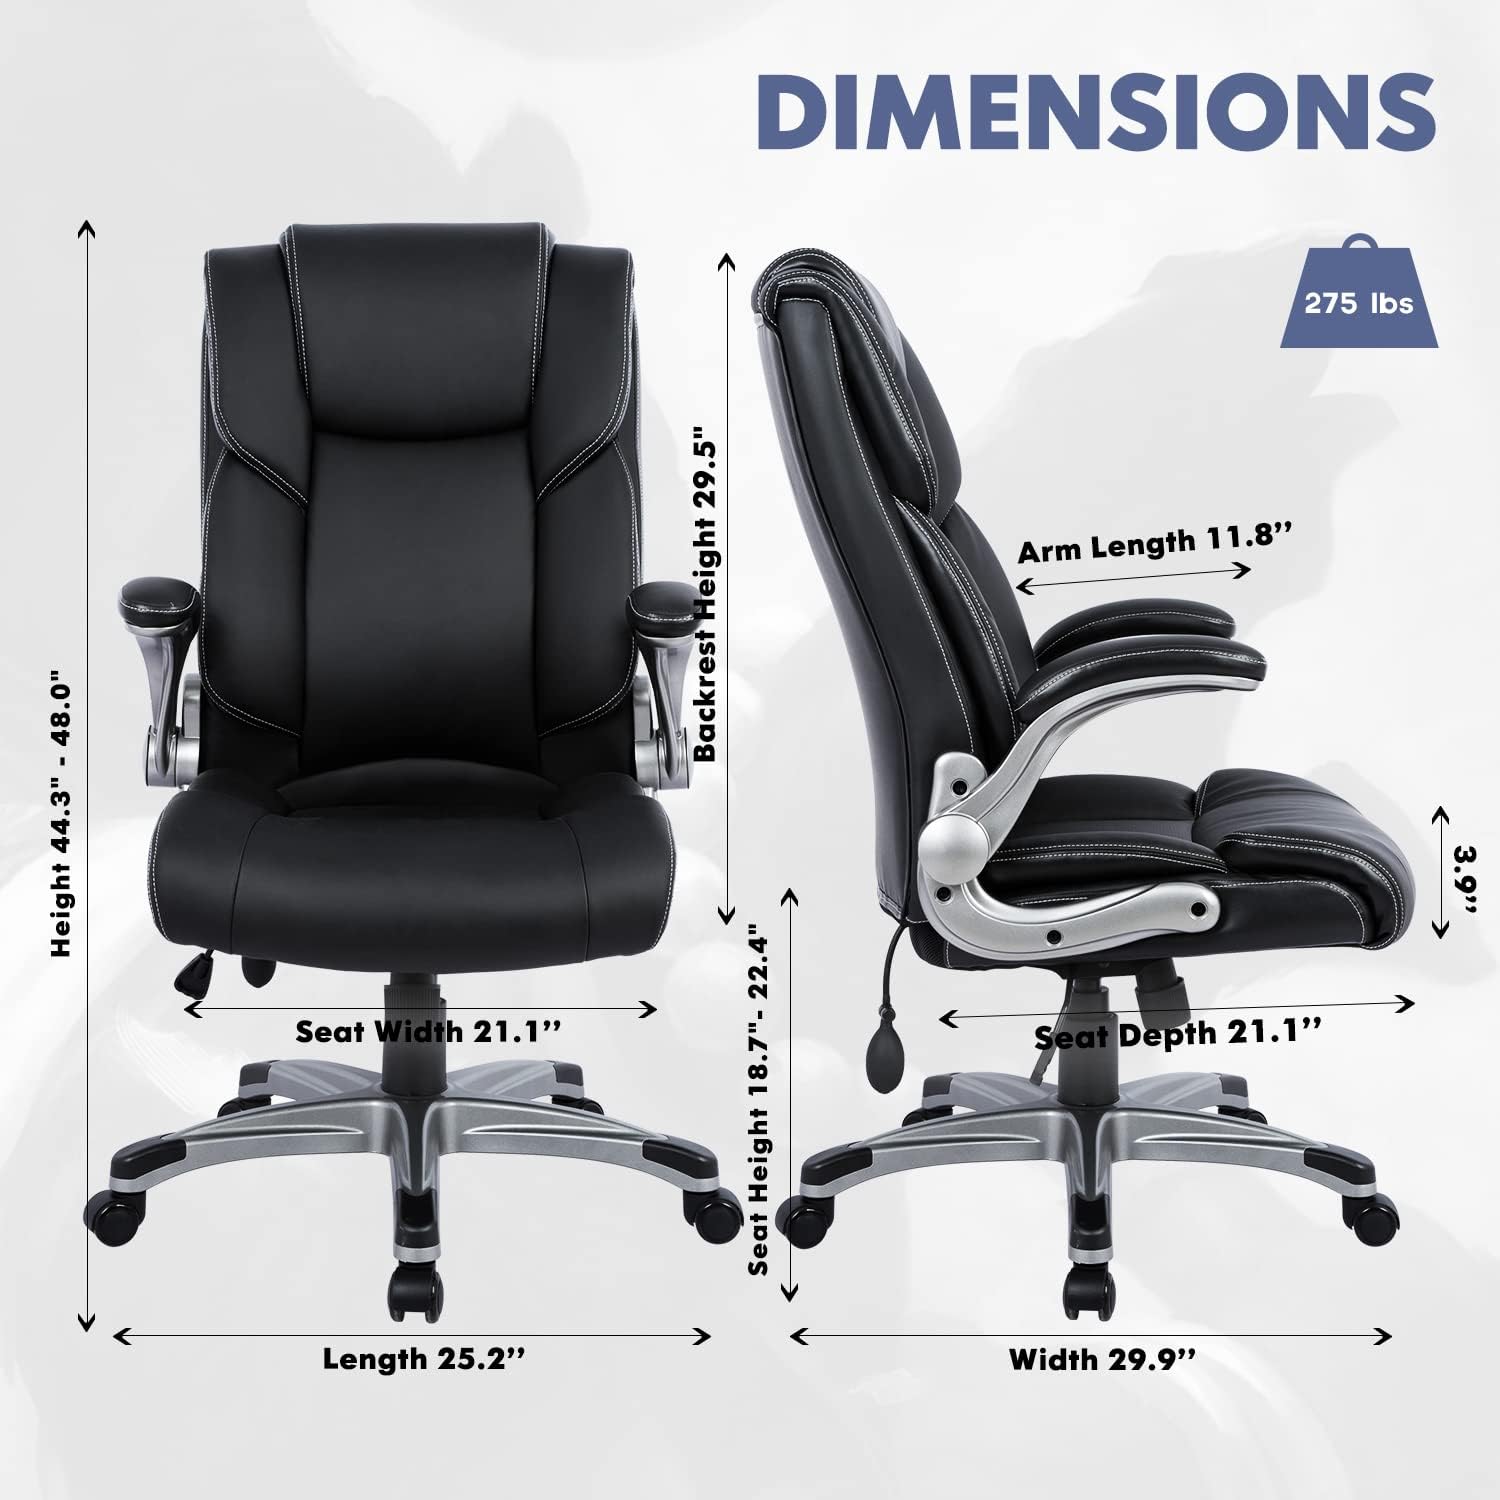 DIMENSIONS
275 lbs
Height 44.3" - 48.0"
Backrest Height 29.5"
Arm Length 11.8’’
3.9’’
Seat Width 21.1’’
Seat Depth 21.1’’
Seat Height 18.7"- 22.4"
Length 25.2’’
Width 29.9’’